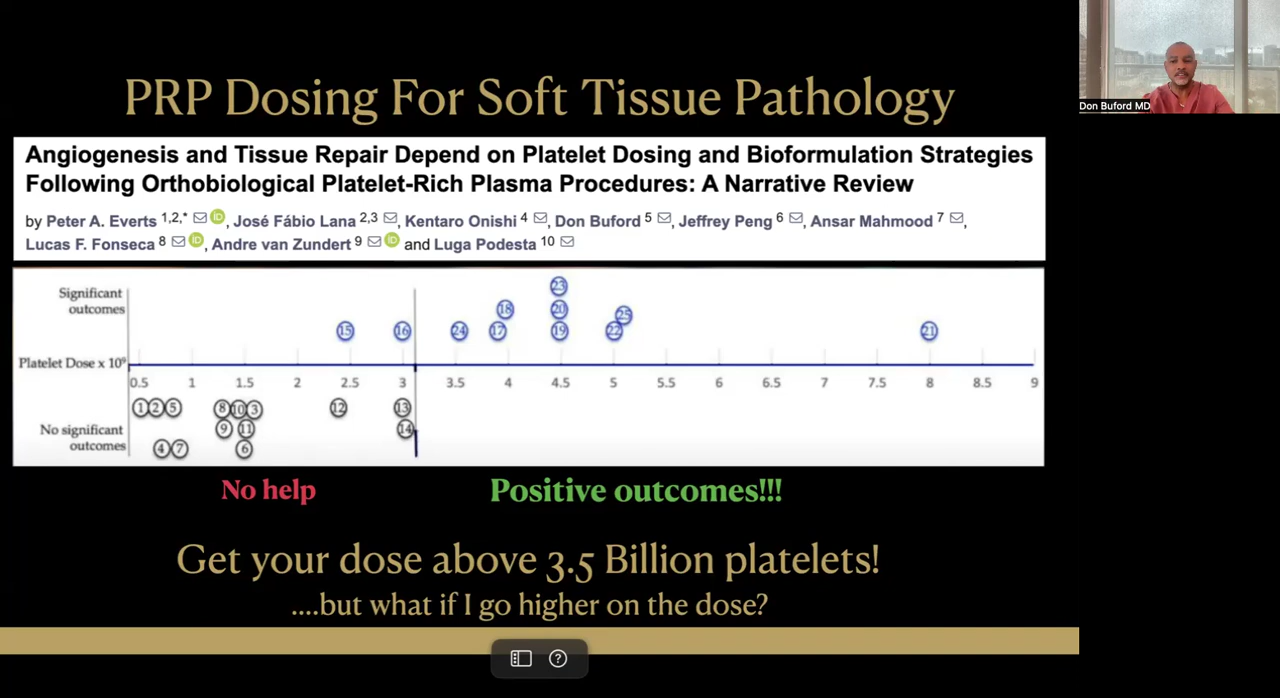 PRP Dosing For Soft Tissue Pathology
Don Buford MD
Angiogenesis and Tissue Repair Depend on Platelet Dosing and Bioformulation Strategies
Following Orthobiological Platelet-Rich Plasma Procedures: A Narrative Review
by Peter A. Everts 1,2,* iD, José Fábio Lana 2,3, Kentaro Onishi 4, Don Buford 5, Jeffrey Peng 6, Ansar Mahmood 7,
Lucas F. Fonseca 8 iD, Andre van Zundert 9 iD and Luga Podesta 10
Significant
outcomes
23
18 20 25
15 16 24 17 19 22 21
Platelet Dose x 10⁹
0.5 1 1.5 2 2.5 3 3.5 4 4.5 5 5.5 6 6.5 7 7.5 8 8.5 9
1 2 5 8 10 3 12 13
9 11 14
4 7 6
No significant
outcomes
No help
Positive outcomes!!!
Get your dose above 3.5 Billion platelets!
....but what if I go higher on the dose?
?